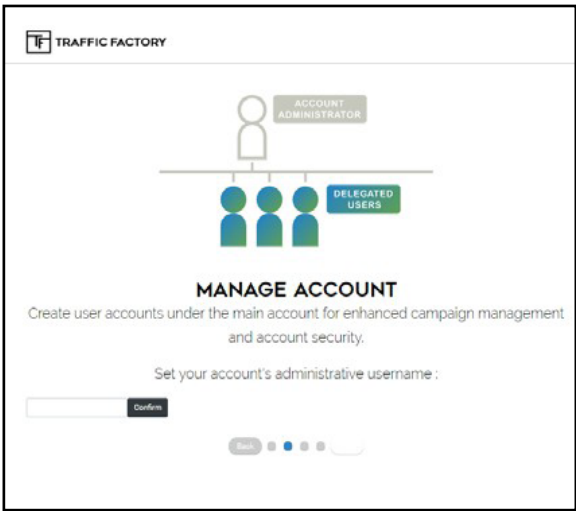 TF TRAFFIC FACTORY
ACCOUNT
ADMINISTRATOR
DELEGATED
USERS
MANAGE ACCOUNT
Create user accounts under the main account for enhanced campaign management
and account security.
Set your account's administrative username :
Confirm
Back